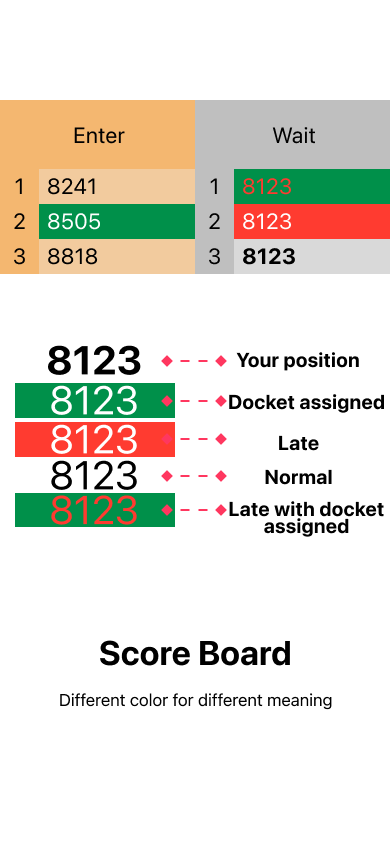 Enter Wait
1 8241 1 8123
2 8505 2 8123
3 8818 3 8123
8123 Your position
8123 Docket assigned
8123 Late
8123 Normal
8123 Late with docket
assigned
Score Board
Different color for different meaning